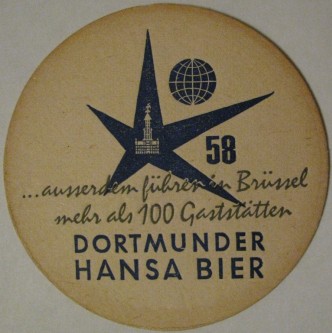 58
...ausserdem führen in Brüssel
mehr als 100 Gaststätten
DORTMUNDER
HANSA BIER